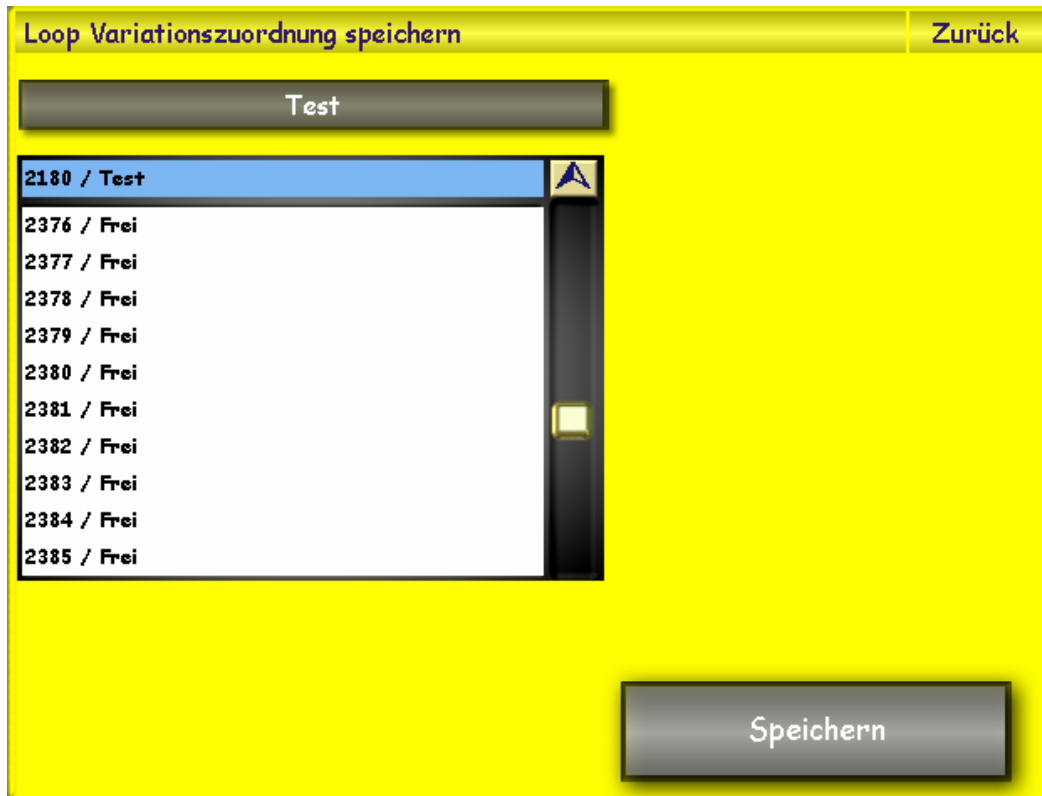 Loop Variationszuordnung speichern
Zurück
Test
2180 / Test
2376 / Frei
2377 / Frei
2378 / Frei
2379 / Frei
2380 / Frei
2381 / Frei
2382 / Frei
2383 / Frei
2384 / Frei
2385 / Frei
Speichern